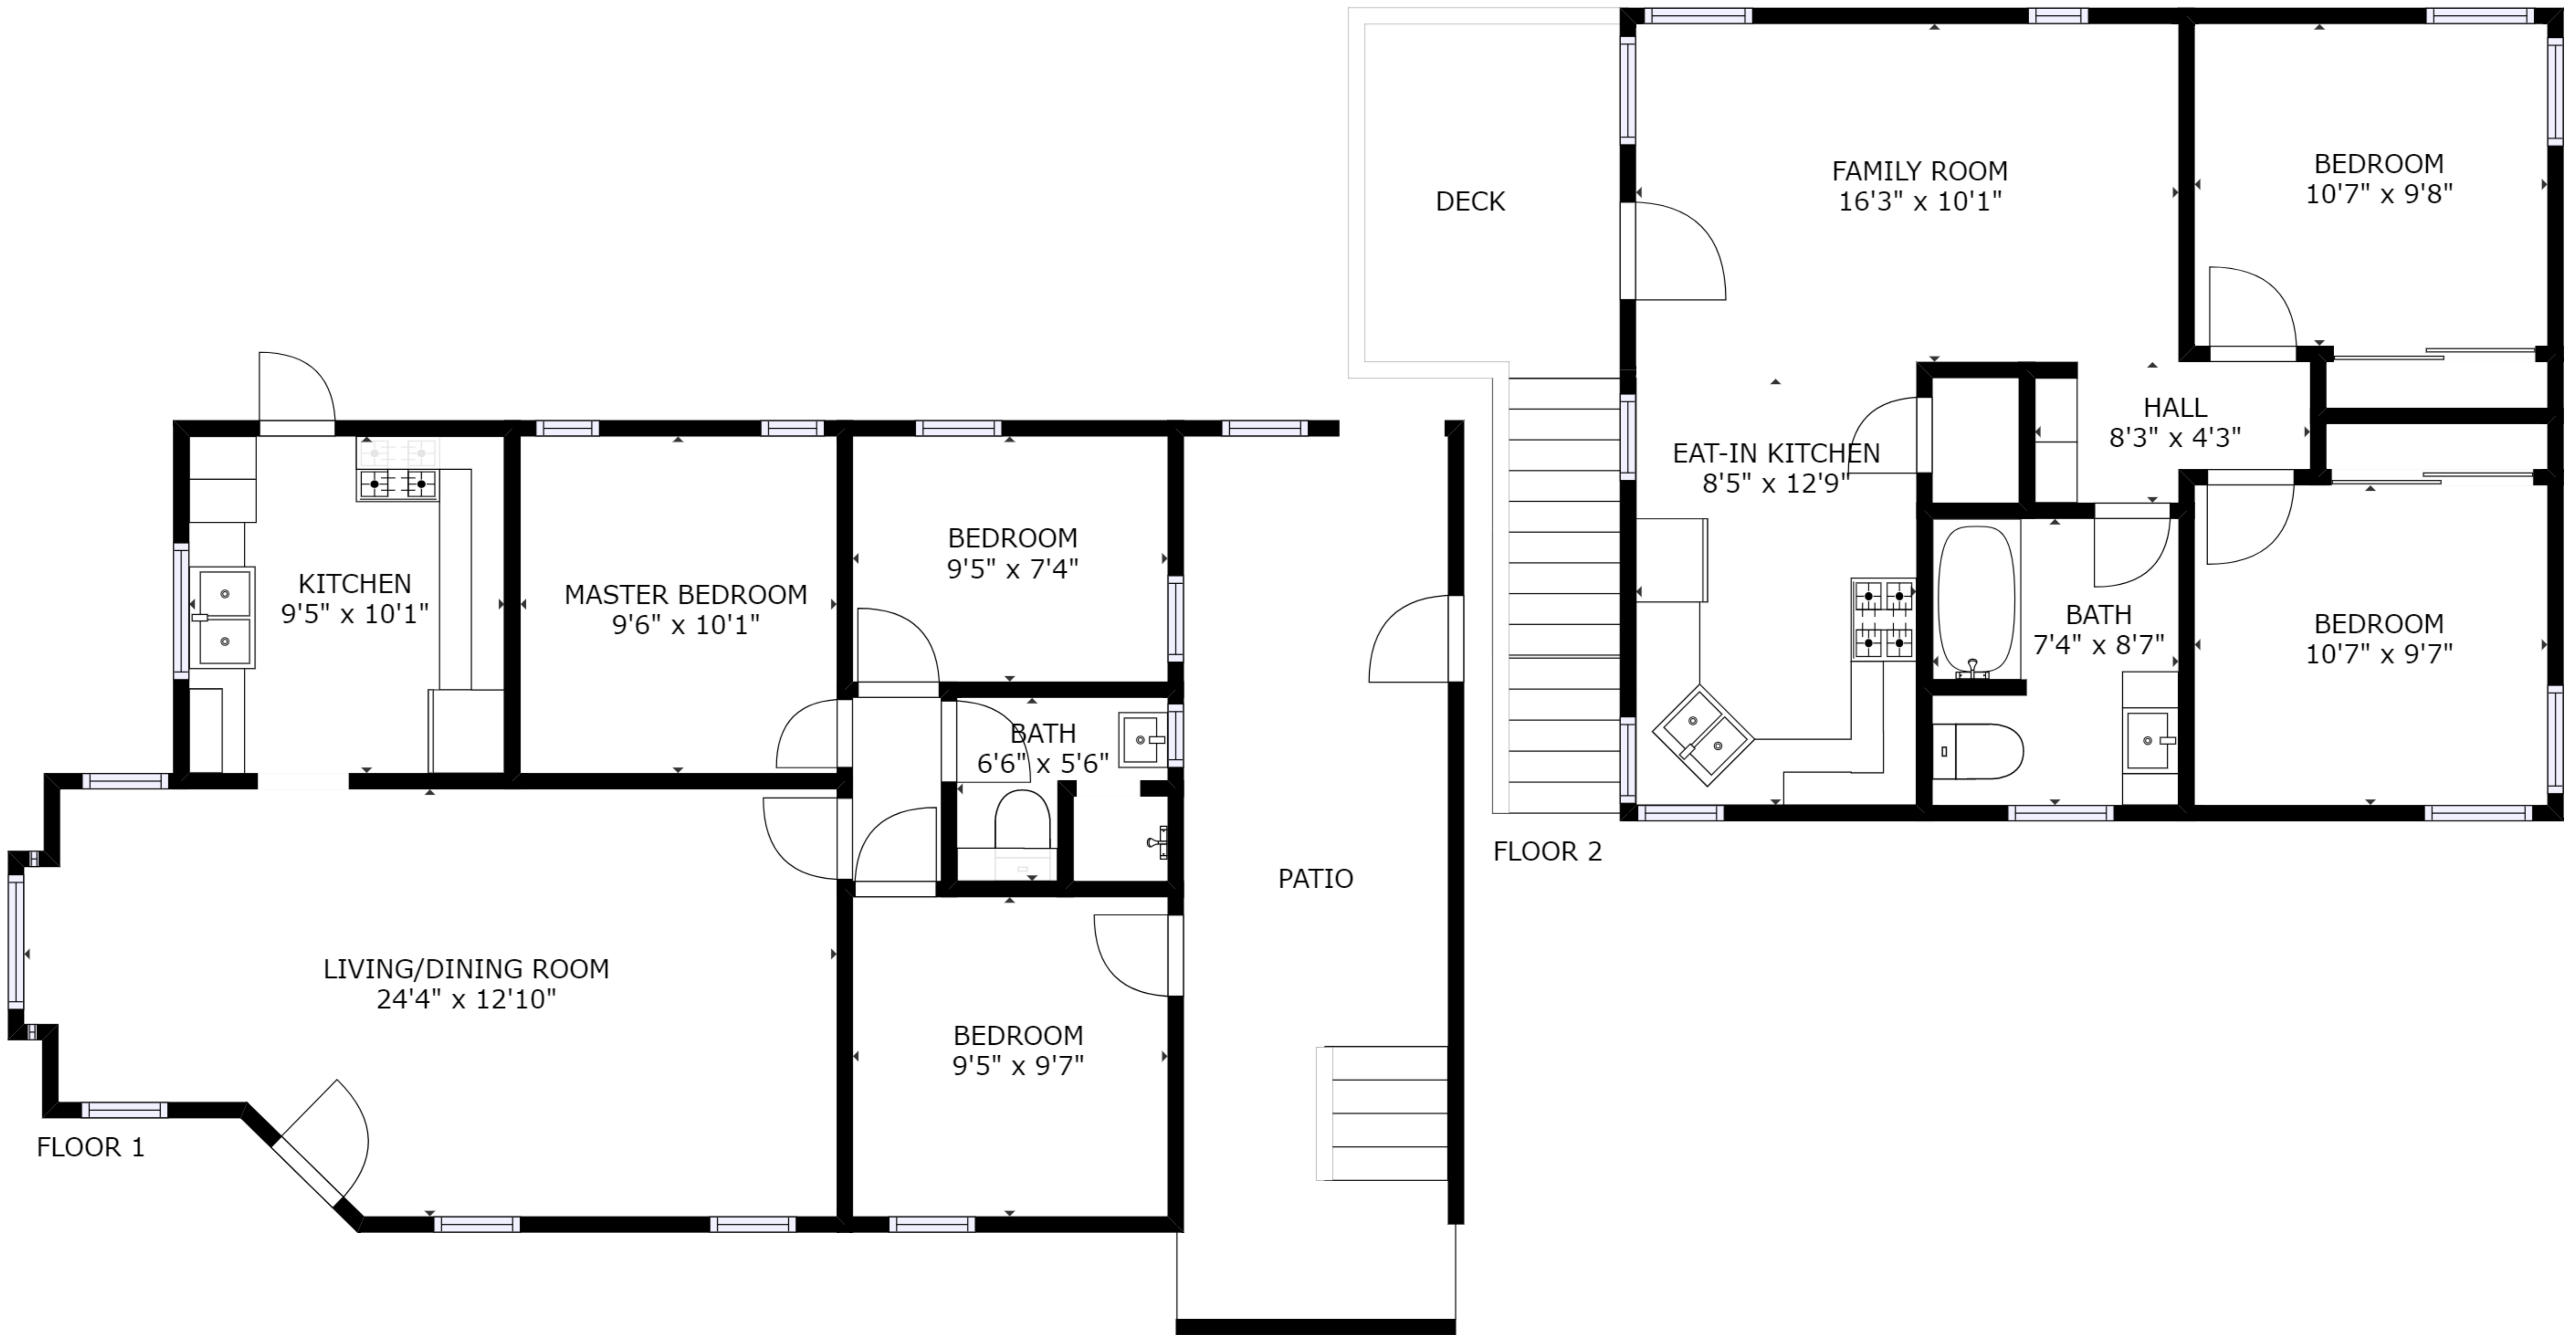 DECK
FAMILY ROOM
16'3" x 10'1"
BEDROOM
10'7" x 9'8"
HALL
8'3" x 4'3"
EAT-IN KITCHEN
8'5" x 12'9"
BATH
7'4" x 8'7"
BEDROOM
10'7" x 9'7"
FLOOR 2
KITCHEN
9'5" x 10'1"
MASTER BEDROOM
9'6" x 10'1"
BEDROOM
9'5" x 7'4"
BATH
6'6" x 5'6"
PATIO
LIVING/DINING ROOM
24'4" x 12'10"
BEDROOM
9'5" x 9'7"
FLOOR 1